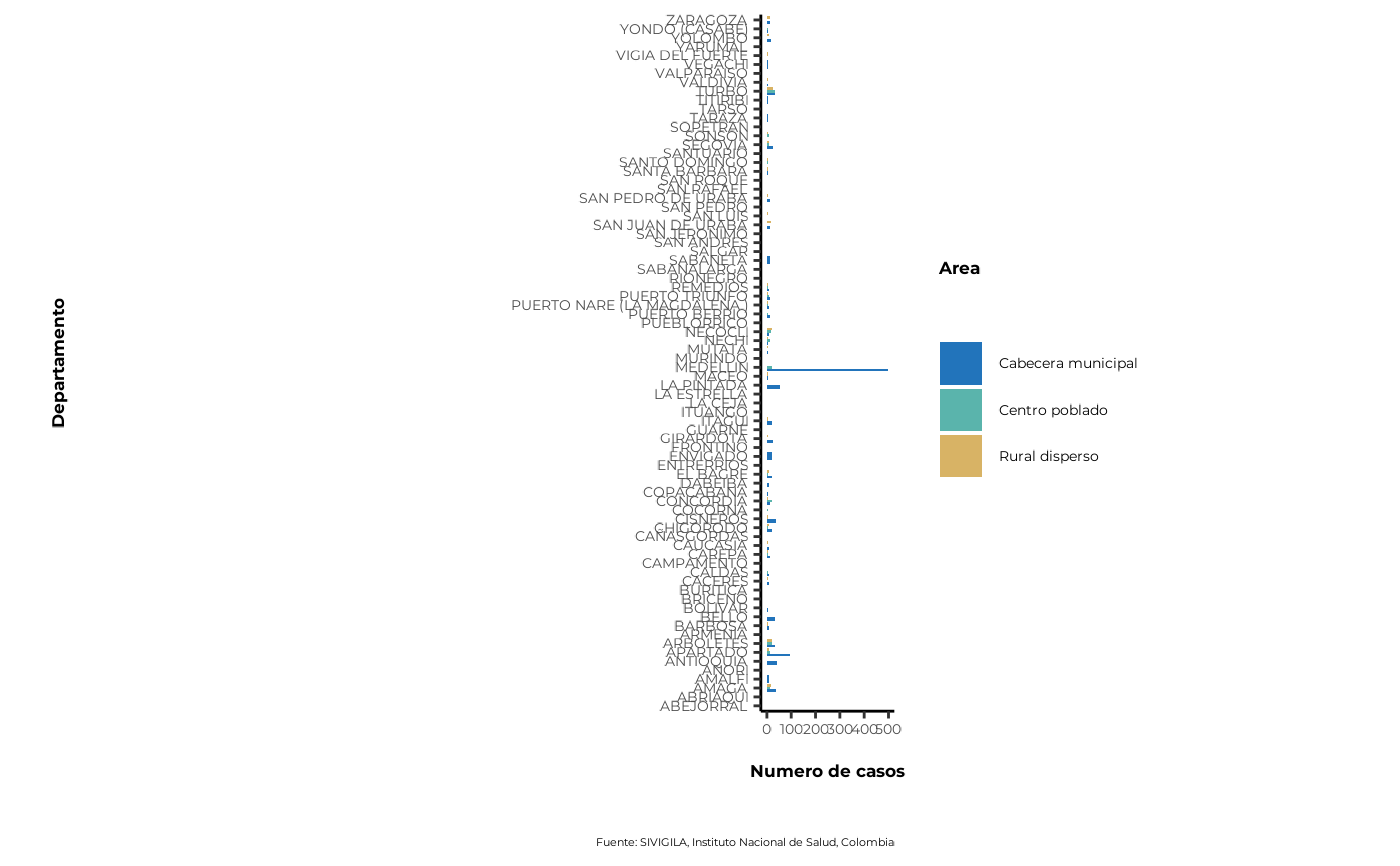 ZARAGOZA
YONDO (CASABE)
YOLOMBO
YARUMAL
VIGIA DEL FUERTE
VEGACHI
VALPARAISO
VALDIVIA
TURBO
TITIRIBI
TARSO
TARAZA
SOPETRAN
SONSON
SEGOVIA
SANTUARIO
SANTO DOMINGO
SANTA BARBARA
SAN ROQUE
SAN RAFAEL
SAN PEDRO DE URABA
SAN PEDRO
SAN LUIS
SAN JUAN DE URABA
SAN JERONIMO
SAN ANDRES
SALGAR
SABANETA
SABANALARGA
RIONEGRO
REMEDIOS
PUERTO TRIUNFO
PUERTO NARE (LA MAGDALENA )
PUERTO BERRIO
PUEBLORRICO
NECOCLI
NECHI
MUTATA
MURINDO
MEDELLIN
MACEO
LA PINTADA
LA ESTRELLA
LA CEJA
ITUANGO
ITAGUI
GUARNE
GIRARDOTA
FRONTINO
ENVIGADO
ENTRERRIOS
EL BAGRE
DABEIBA
COPACABANA
CONCORDIA
COCORNA
CISNEROS
CHIGORODO
CAÑASGORDAS
CAUCASIA
CAREPA
CAMPAMENTO
CALDAS
CACERES
BURITICA
BRICEÑO
BOLIVAR
BELLO
BARBOSA
ARMENIA
ARBOLETES
APARTADO
ANTIOQUIA
ANORI
AMALFI
AMAGA
ABRIAQUI
ABEJORRAL
Departamento
0 100 200 300 400 500
Numero de casos
Area
Cabecera municipal
Centro poblado
Rural disperso
Fuente: SIVIGILA, Instituto Nacional de Salud, Colombia